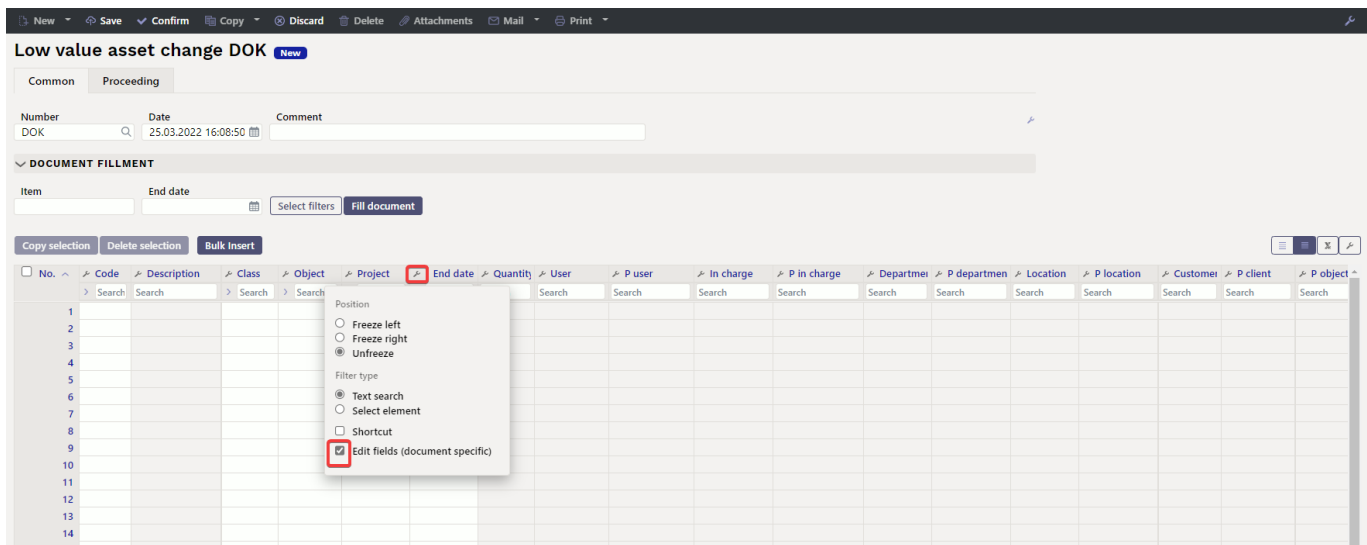 New Save Confirm Copy Discard Delete Attachments Mail Print
Low value asset change DOK New
Common Proceeding
Number Date Comment
DOK 25.03.2022 16:08:50
DOCUMENT FILLMENT
Item End date
Select filters Fill document
Copy selection Delete selection Bulk Insert
X
No. Code Description Class Object Project End date Quantity User P user In charge P in charge Departmer P departmen Location P location Customer P client P object
> Search Search > Search > Search Search Search Search Search Search Search Search Search Search Search Search
1
2
3
4
5
6
7
8
9
10
11
12
13
14
Position
Freeze left
Freeze right
Unfreeze
Filter type
Text search
Select element
Shortcut
Edit fields (document specific)